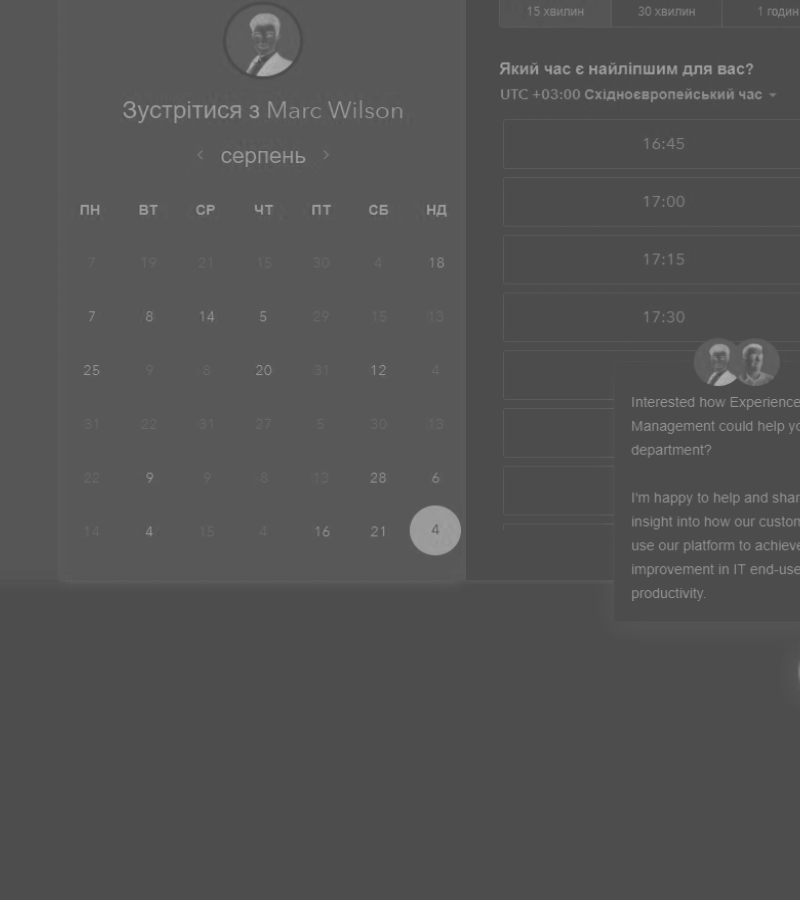 15 хвилин 30 хвилин 1 годин
Зустрітися з Marc Wilson
серпень
ПН ВТ СР ЧТ ПТ СБ НД
7 19 21 15 30 4 18
7 8 14 5 29 15 13
25 9 8 20 31 12 4
31 22 31 27 5 30 13
22 9 9 8 13 28 6
14 4 15 4 16 21 4
Який час є найліпшим для вас?
UTC +03:00 Східноєвропейський час
16:45
17:00
17:15
17:30
Interested how Experience
Management could help yo
department?
I'm happy to help and shar
insight into how our custon
use our platform to achieve
improvement in IT end-use
productivity.